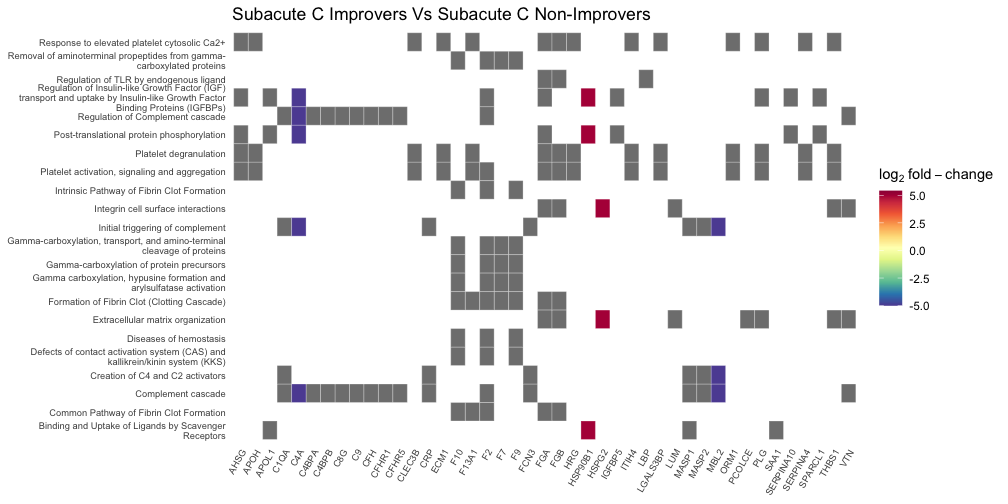 Subacute C Improvers Vs Subacute C Non-Improvers
Response to elevated platelet cytosolic Ca2+
Removal of aminoterminal propeptides from gamma-
carboxylated proteins
Regulation of TLR by endogenous ligand
Regulation of Insulin-like Growth Factor (IGF)
transport and uptake by Insulin-like Growth Factor
Binding Proteins (IGFBPs)
Regulation of Complement cascade
Post-translational protein phosphorylation
Platelet degranulation
Platelet activation, signaling and aggregation
Intrinsic Pathway of Fibrin Clot Formation
Integrin cell surface interactions
Initial triggering of complement
Gamma-carboxylation, transport, and amino-terminal
cleavage of proteins
Gamma-carboxylation of protein precursors
Gamma carboxylation, hypusine formation and
arylsulfatase activation
Formation of Fibrin Clot (Clotting Cascade)
Extracellular matrix organization
Diseases of hemostasis
Defects of contact activation system (CAS) and
kallikrein/kinin system (KKS)
Creation of C4 and C2 activators
Complement cascade
Common Pathway of Fibrin Clot Formation
Binding and Uptake of Ligands by Scavenger
Receptors
AHSG
APOH
APOL1
C1QA
C4A
C4BPA
C4BPB
C8G
C9
CFH
CFHR1
CFHR5
CLEC3B
CRP
ECM1
F10
F13A1
F2
F7
F9
FCN3
FGA
FGB
HRG
HSP90B1
HSPG2
IGFBP5
ITIH4
LBP
LGALS3BP
LUM
MASP1
MASP2
MBL2
ORM1
PCOLCE
PLG
SAA1
SERPINA10
SERPINA4
SPARCL1
THBS1
VTN
log2 fold − change
5.0
2.5
0.0
-2.5
-5.0